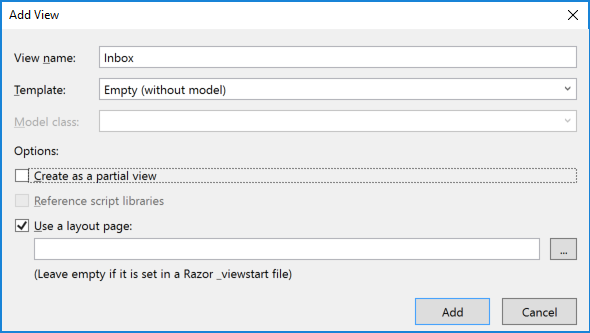 Add View
View name: Inbox
Template: Empty (without model)
Model class:
Options:
Create as a partial view
Reference script libraries
Use a layout page:
...
(Leave empty if it is set in a Razor _viewstart file)
Add Cancel